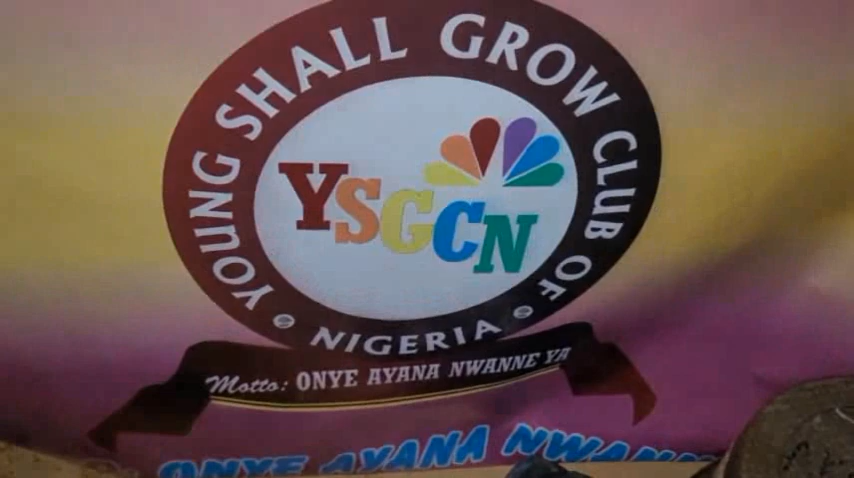 YOUNG SHALL GROW CLUB OF
NIGERIA
YSGCN
Motto: ONYE AYANA NWANNE YA
ONYE AYANA